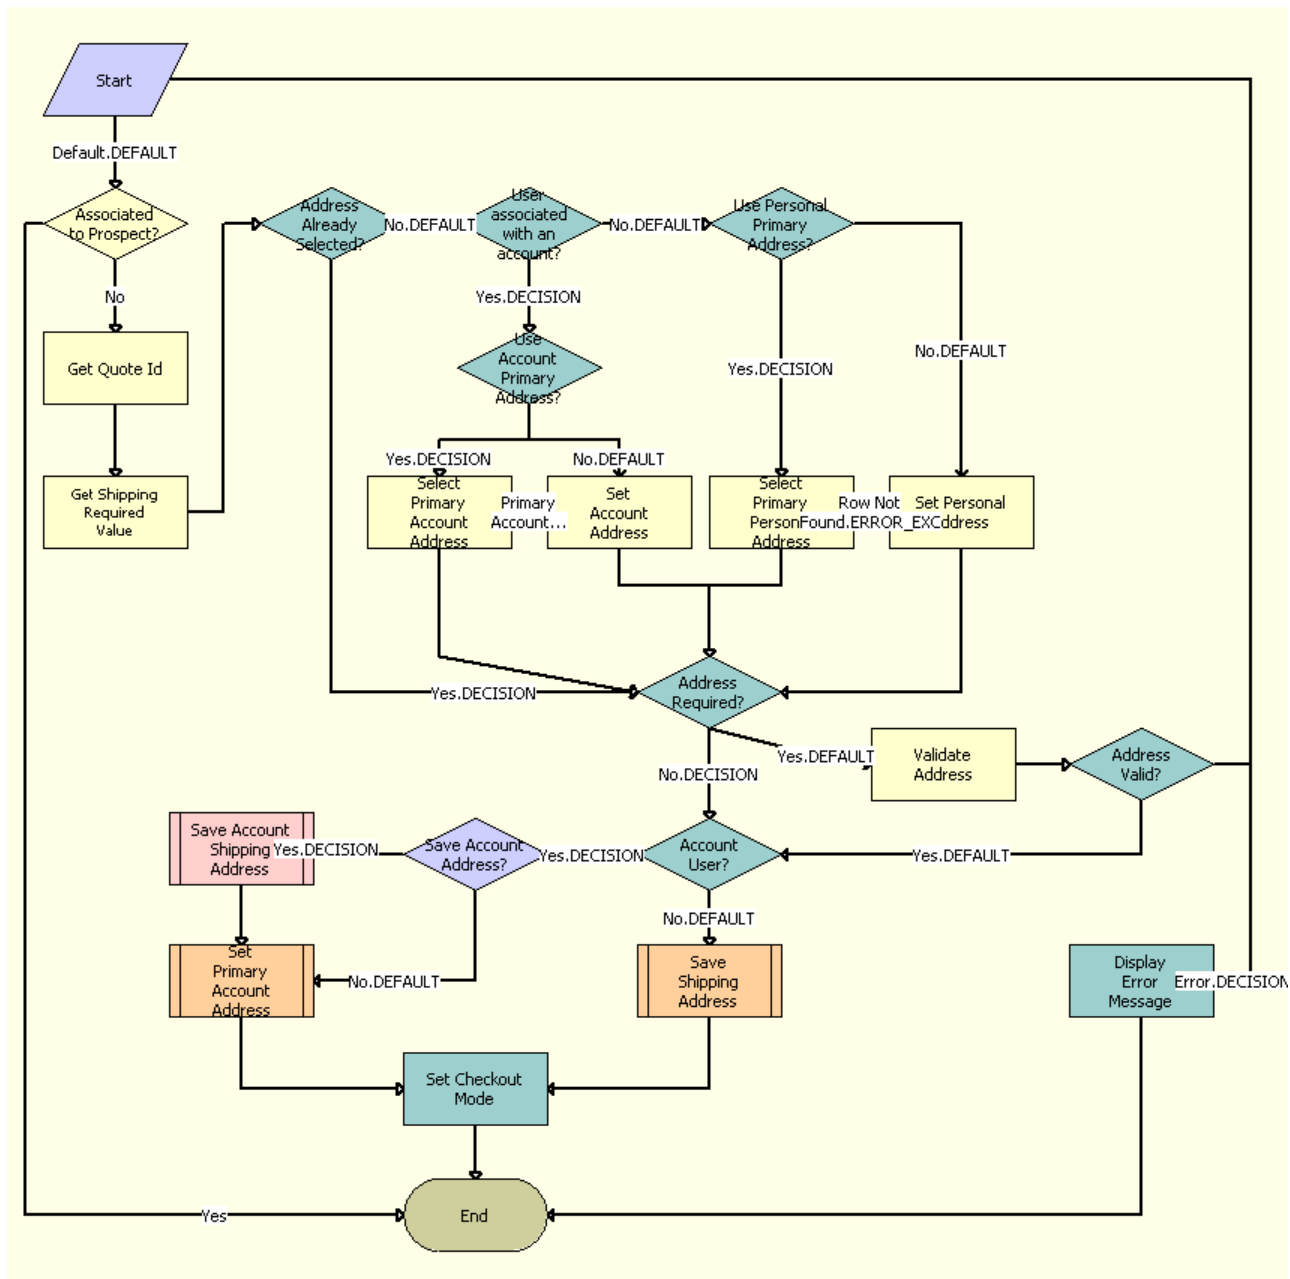 Start
Default.DEFAULT
Associated
to Prospect?
No
Get Quote Id
Get Shipping
Required
Value
Address
Already
Selected?
No.DEFAULT
User
associated
with an
account?
No.DEFAULT
Use Personal
Primary
Address?
Yes.DECISION
Use
Account
Primary
Address?
Yes.DECISION
No.DEFAULT
Yes.DECISION
No.DEFAULT
Select
Primary
Account
Address
Primary
Account...
Set
Account
Address
Select
Primary
Person
Address
Row Not
Found.ERROR_EXC
Set Personal
ddress
Yes.DECISION
Address
Required?
No.DECISION
Yes.DEFAULT
Validate
Address
Address
Valid?
Save Account
Shipping
Address
Yes.DECISION
Save Account
Address?
Yes.DECISION
Account
User?
Yes.DEFAULT
No.DEFAULT
Set
Primary
Account
Address
No.DEFAULT
Save
Shipping
Address
Display
Error
Message
Error.DECISION
Set Checkout
Mode
Yes
End